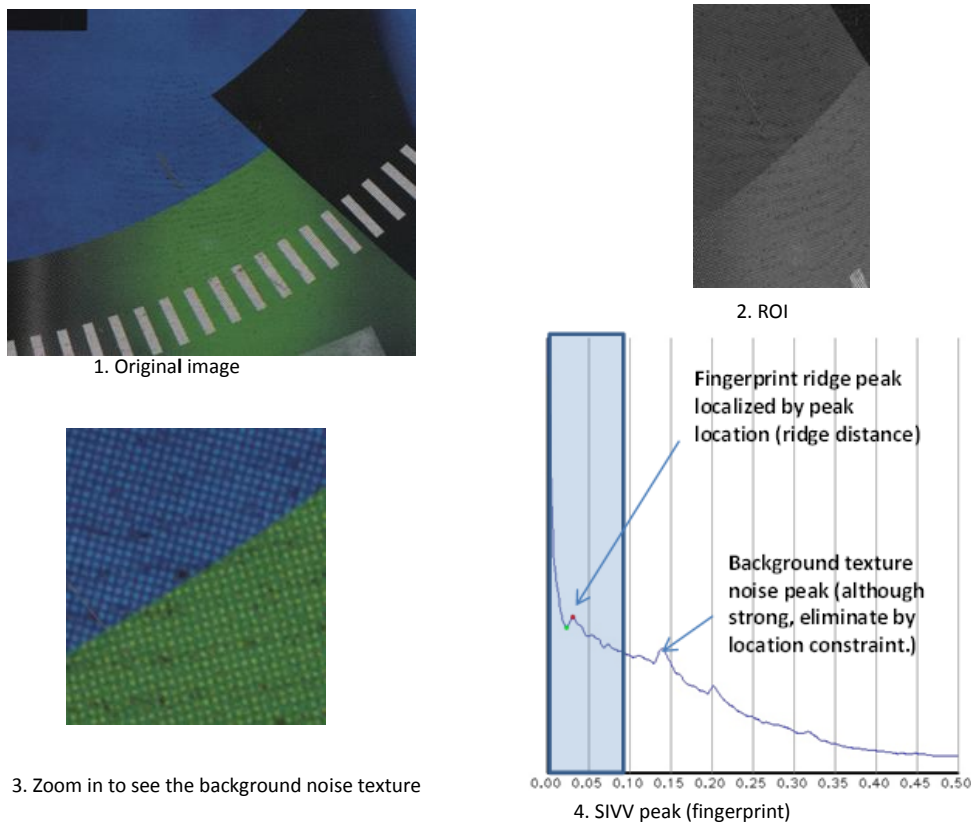 1. Original image
2. ROI
Fingerprint ridge peak
localized by peak
location (ridge distance)
Background texture
noise peak (although
strong, eliminate by
location constraint.)
0.00 0.05 0.10 0.15 0.20 0.25 0.30 0.35 0.40 0.45 0.50
3. Zoom in to see the background noise texture
4. SIVV peak (fingerprint)